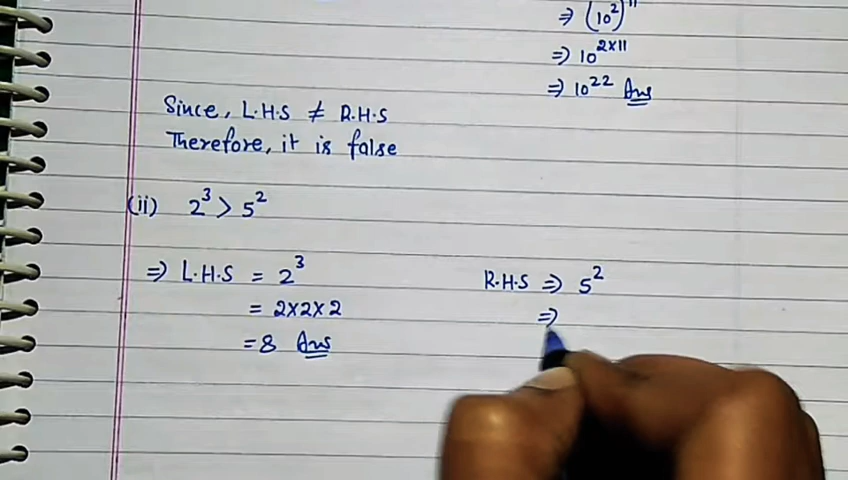 ⇒ (10²)¹¹
⇒ 10²ˣ¹¹
⇒ 10²² Ans
Since, L.H.S ≠ R.H.S
Therefore, it is false
(ii) 2³ > 5²
⇒ L.H.S = 2³
= 2×2×2
= 8 Ans
R.H.S ⇒ 5²
⇒